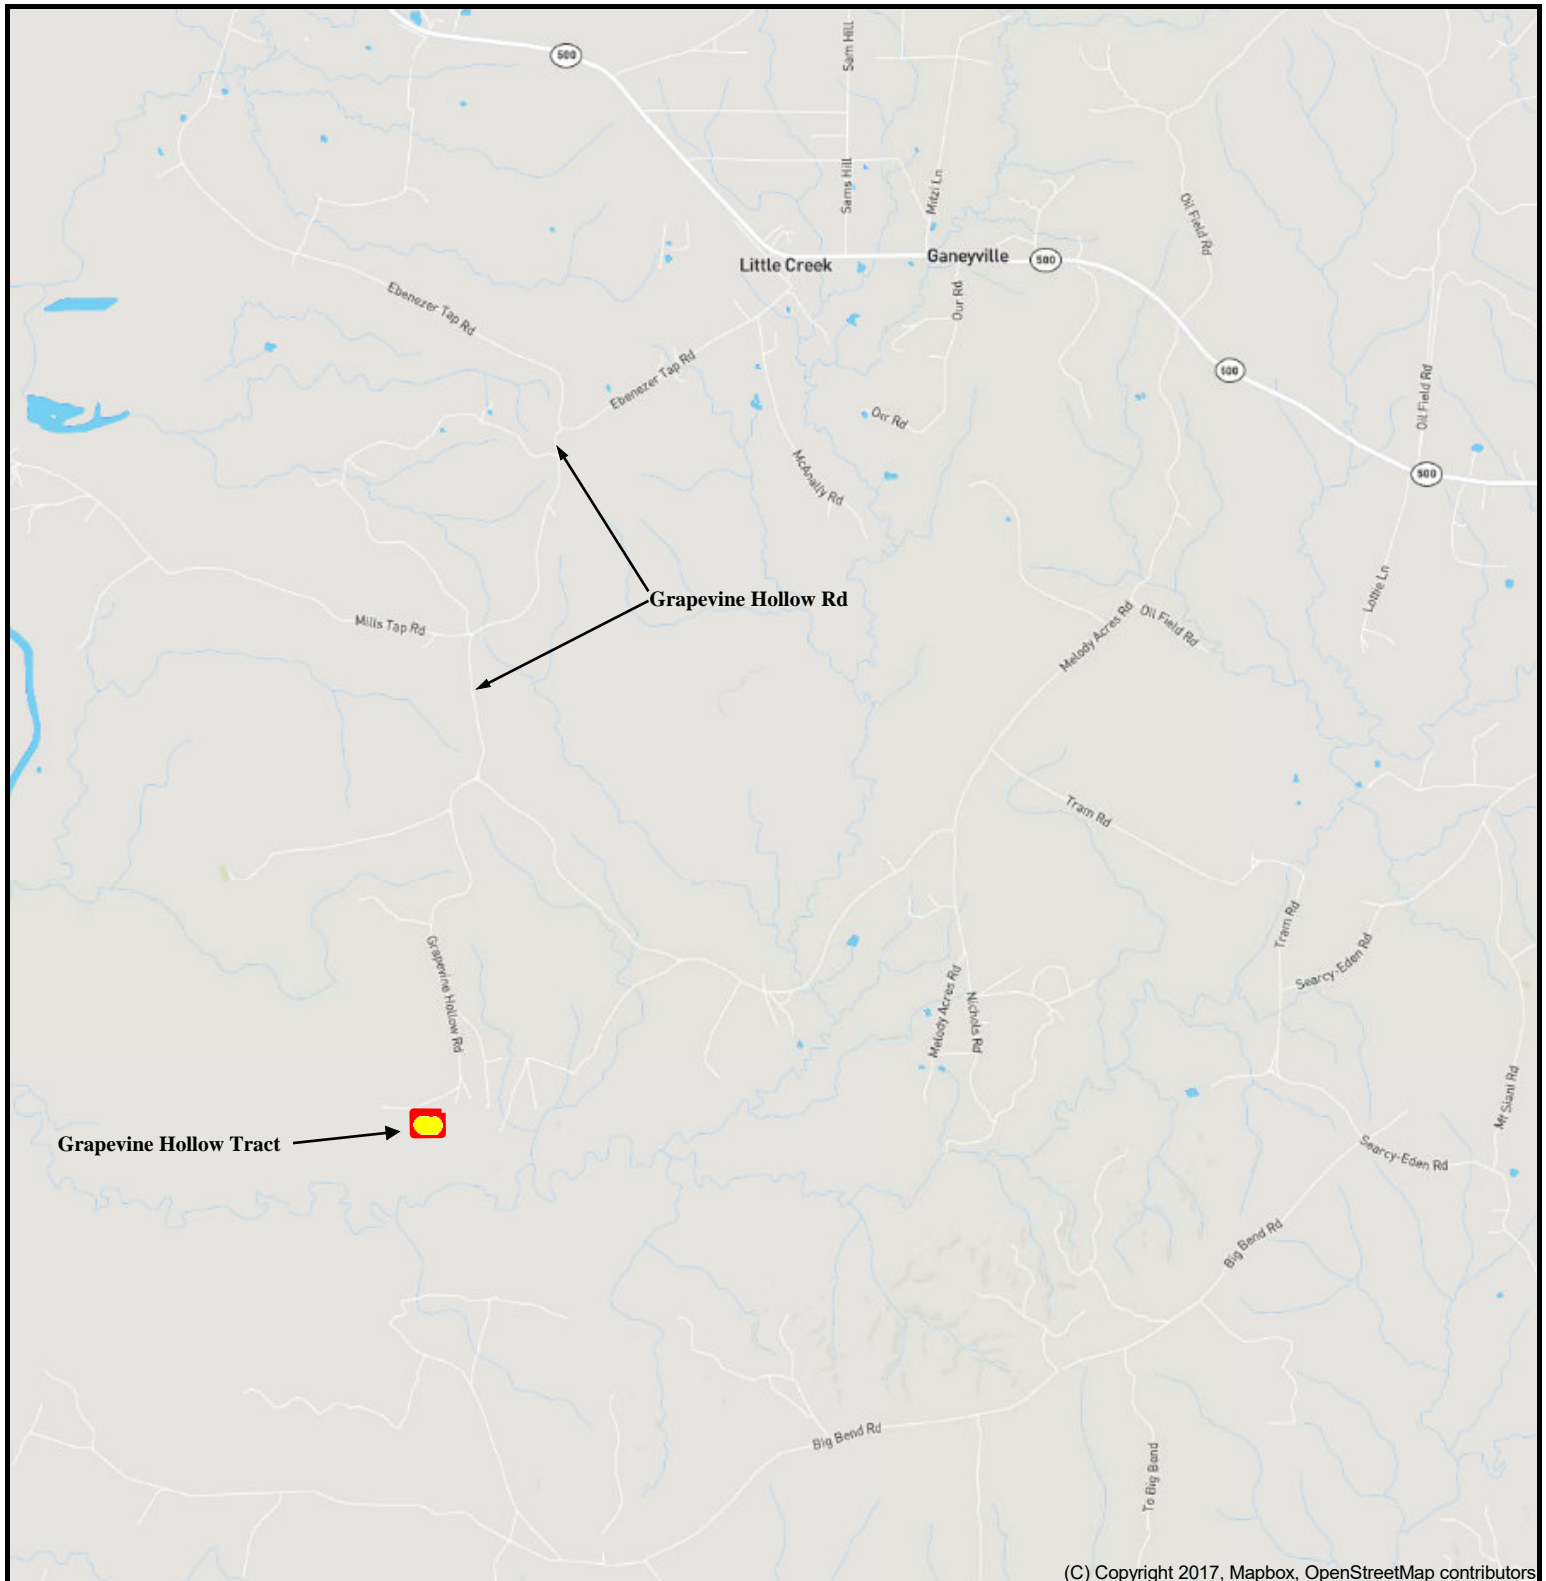 500
Sam Hill
Sams Hill
Mitzi Ln
Oil Field Rd
Little Creek
Ganeyville
500
Ebenezer Tap Rd
Our Rd
Ebenezer Tap Rd
500
Oil Field Rd
Orr Rd
McAnally Rd
500
Grapevine Hollow Rd
Lottie Ln
Mills Tap Rd
Melody Acres Rd
Oil Field Rd
Tram Rd
Tram Rd
Searcy-Eden Rd
Grapevine Hollow Rd
Melody Acres Rd
Nichols Rd
Mt Siani Rd
Grapevine Hollow Tract
Searcy-Eden Rd
Big Bend Rd
Big Bend Rd
To Big Bend
(C) Copyright 2017, Mapbox, OpenStreetMap contributors